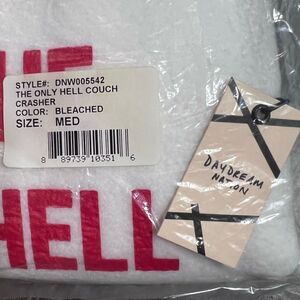 STYLE#: DNW005542
THE ONLY HELL COUCH
CRASHER
COLOR: BLEACHED
SIZE: MED
8 89739 10351 6
DAYDREAM
NATION
HELL